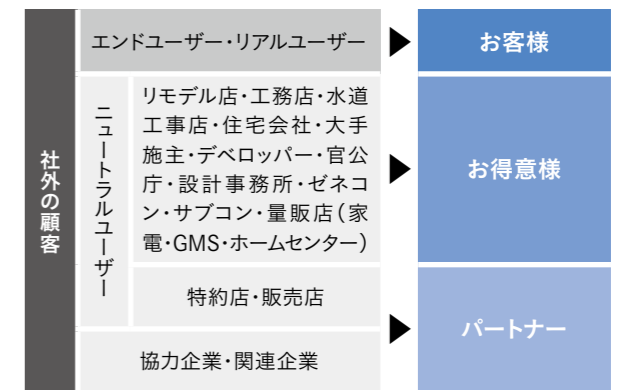 社外の顧客
エンドユーザー・リアルユーザー
お客様
ニュートラルユーザー
リモデル店・工務店・水道
工事店・住宅会社・大手
施主・デベロッパー・官公
庁・設計事務所・ゼネコ
ン・サブコン・量販店（家
電・GMS・ホームセンター）
お得意様
特約店・販売店
協力企業・関連企業
パートナー